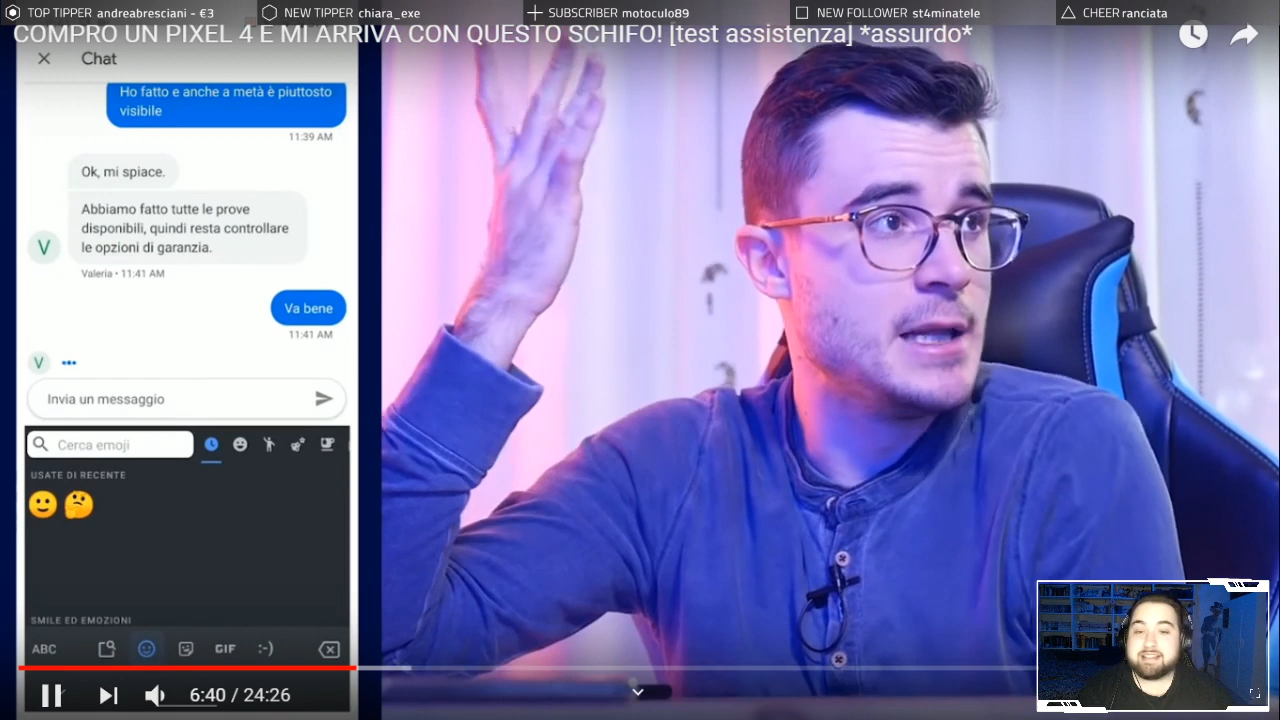 TOP TIPPER andreabresciani - €3
NEW TIPPER chiara_exe
SUBSCRIBER motoculo89
NEW FOLLOWER st4minatele
CHEER ranciata
COMPRO UN PIXEL 4 E MI ARRIVA CON QUESTO SCHIFO! [test assistenza] *assurdo*
Chat
Ho fatto e anche a metà è piuttosto
visibile
11:39 AM
Ok, mi spiace.
Abbiamo fatto tutte le prove
disponibili, quindi resta controllare
le opzioni di garanzia.
V
Valeria • 11:41 AM
Va bene
11:41 AM
V
Invia un messaggio
Cerca emoji
USATE DI RECENTE
SMILE ED EMOZIONI
ABC
GIF
:-)
6:40 / 24:26